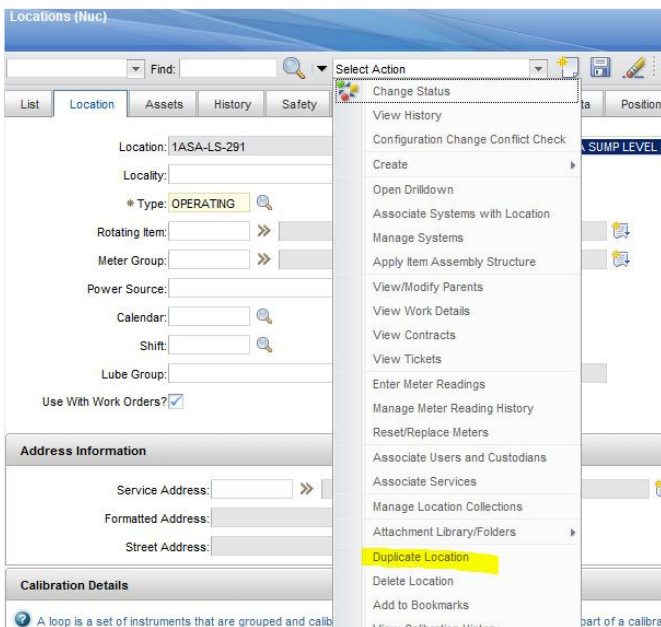 Locations (Nuc)
Find:
Select Action
List
Location
Assets
History
Safety
Position
Location: 1ASA-LS-291
SUMP LEVEL
Locality:
* Type: OPERATING
Rotating Item:
Meter Group:
Power Source:
Calendar:
Shift:
Lube Group:
Use With Work Orders?
Change Status
View History
Configuration Change Conflict Check
Create
Open Drilldown
Associate Systems with Location
Manage Systems
Apply Item Assembly Structure
View/Modify Parents
View Work Details
View Contracts
View Tickets
Enter Meter Readings
Manage Meter Reading History
Reset/Replace Meters
Associate Users and Custodians
Associate Services
Manage Location Collections
Attachment Library/Folders
Duplicate Location
Delete Location
Add to Bookmarks
View Calibration History
Address Information
Service Address:
Formatted Address:
Street Address:
Calibration Details
A loop is a set of instruments that are grouped and calib
part of a calibra